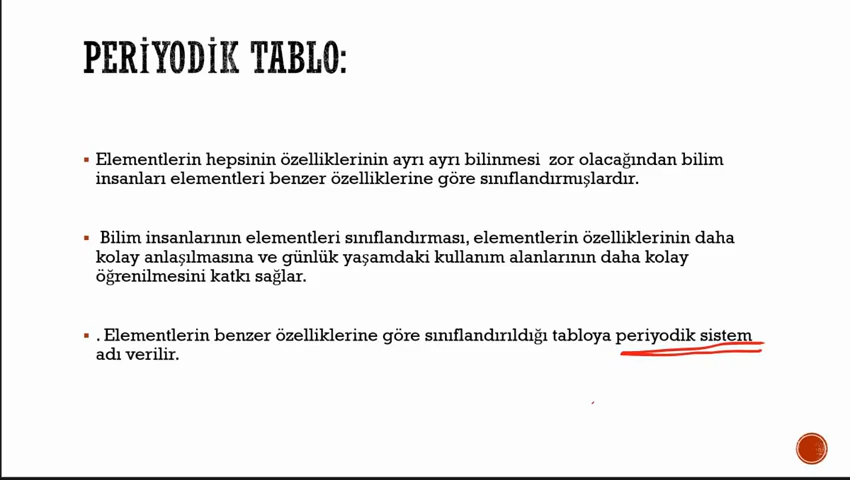 PERİYODİK TABLO:
Elementlerin hepsinin özelliklerinin ayrı ayrı bilinmesi zor olacağından bilim
insanları elementleri benzer özelliklerine göre sınıflandırmışlardır.
Bilim insanlarının elementleri sınıflandırması, elementlerin özelliklerinin daha
kolay anlaşılmasına ve günlük yaşamdaki kullanım alanlarının daha kolay
öğrenilmesini katkı sağlar.
. Elementlerin benzer özelliklerine göre sınıflandırıldığı tabloya periyodik sistem
adı verilir.